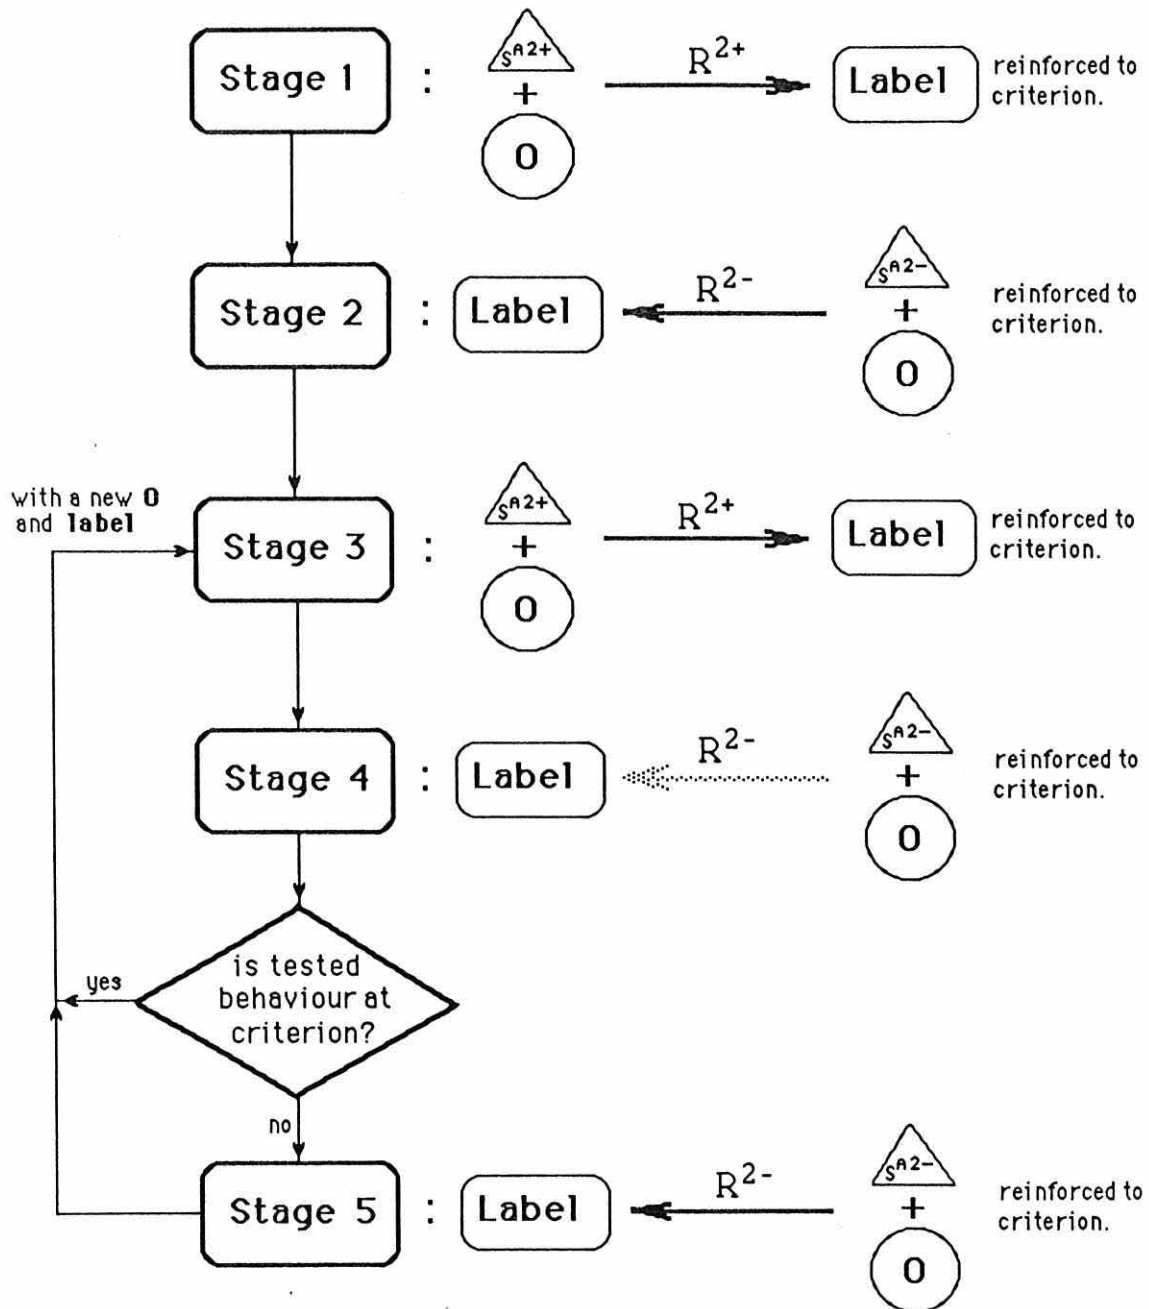 Stage 1 : S^A2+ + O R^2+ Label reinforced to
criterion.
Stage 2 : Label R^2- S^A2- + O reinforced to
criterion.
with a new O
and label
Stage 3 : S^A2+ + O R^2+ Label reinforced to
criterion.
Stage 4 : Label R^2- S^A2- + O reinforced to
criterion.
is tested
behaviour at
criterion?
yes
no
Stage 5 : Label R^2- S^A2- + O reinforced to
criterion.